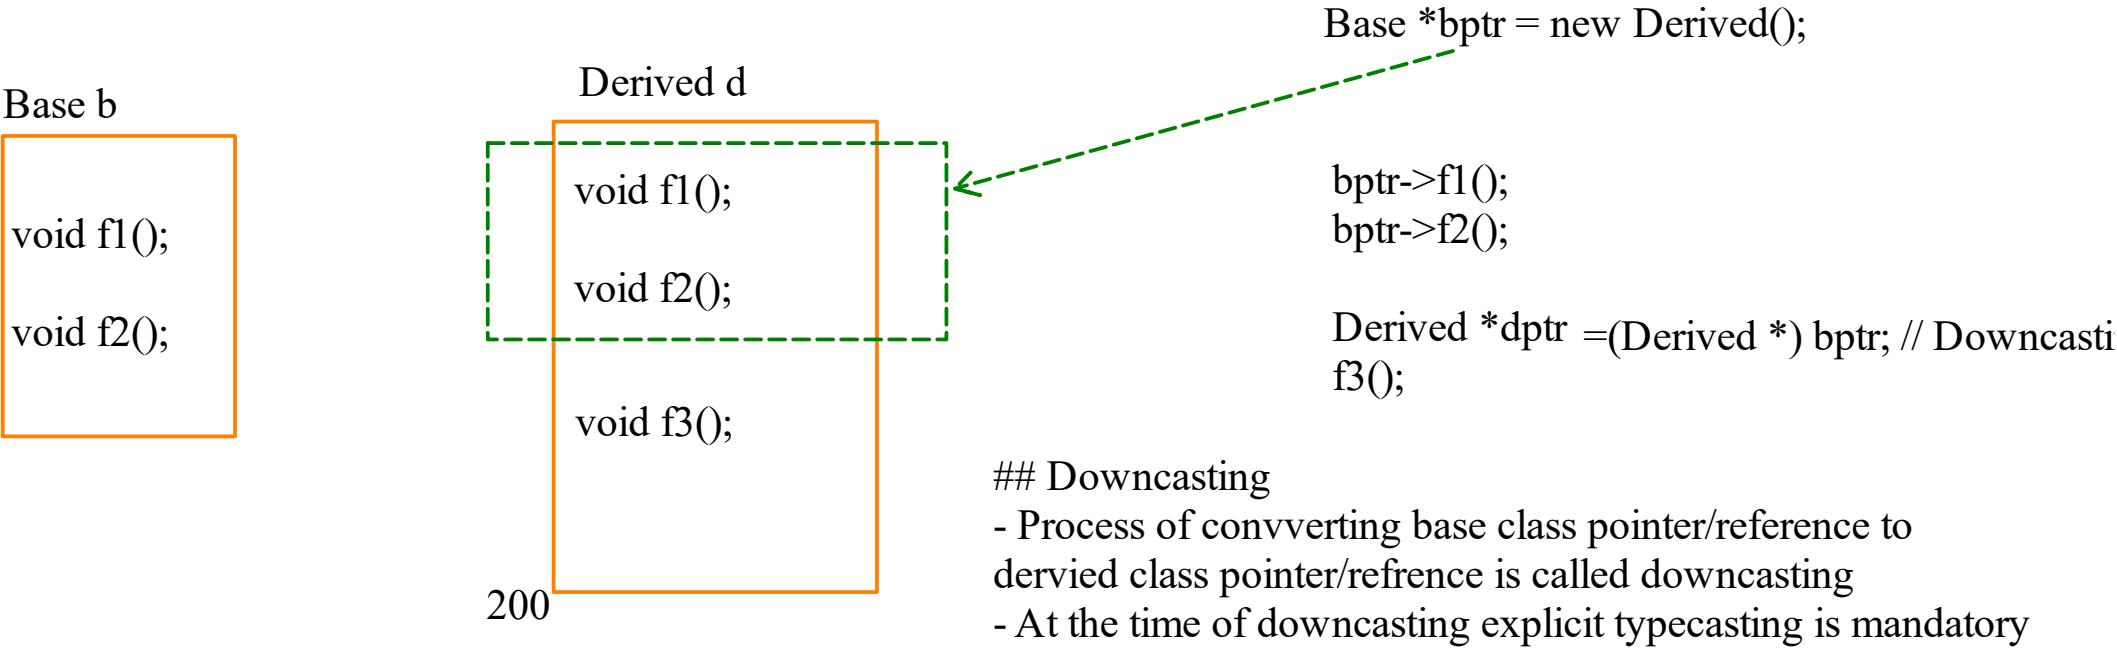 Base *bptr = new Derived();
Derived d
Base b
void f1();
void f2();
void f1();
void f2();
void f3();
200
bptr->f1();
bptr->f2();
Derived *dptr =(Derived *) bptr; // Downcasti
f3();
## Downcasting
- Process of convverting base class pointer/reference to
dervied class pointer/refrence is called downcasting
- At the time of downcasting explicit typecasting is mandatory